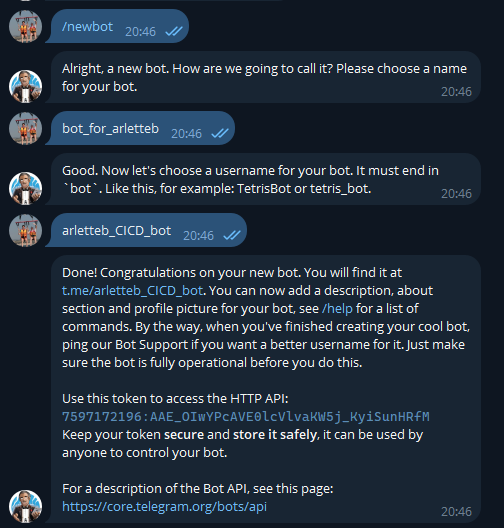 /newbot 20:46
Alright, a new bot. How are we going to call it? Please choose a name
for your bot.
20:46
bot_for_arletteb 20:46
Good. Now let's choose a username for your bot. It must end in
`bot`. Like this, for example: TetrisBot or tetris_bot.
20:46
arletteb_CICD_bot 20:46
Done! Congratulations on your new bot. You will find it at
t.me/arletteb_CICD_bot. You can now add a description, about
section and profile picture for your bot, see /help for a list of
commands. By the way, when you've finished creating your cool bot,
ping our Bot Support if you want a better username for it. Just make
sure the bot is fully operational before you do this.
Use this token to access the HTTP API:
7597172196:AAE_OIwYPcAVE0lcVlvaKW5j_KyiSunHRfM
Keep your token secure and store it safely, it can be used by
anyone to control your bot.
For a description of the Bot API, see this page:
https://core.telegram.org/bots/api
20:46